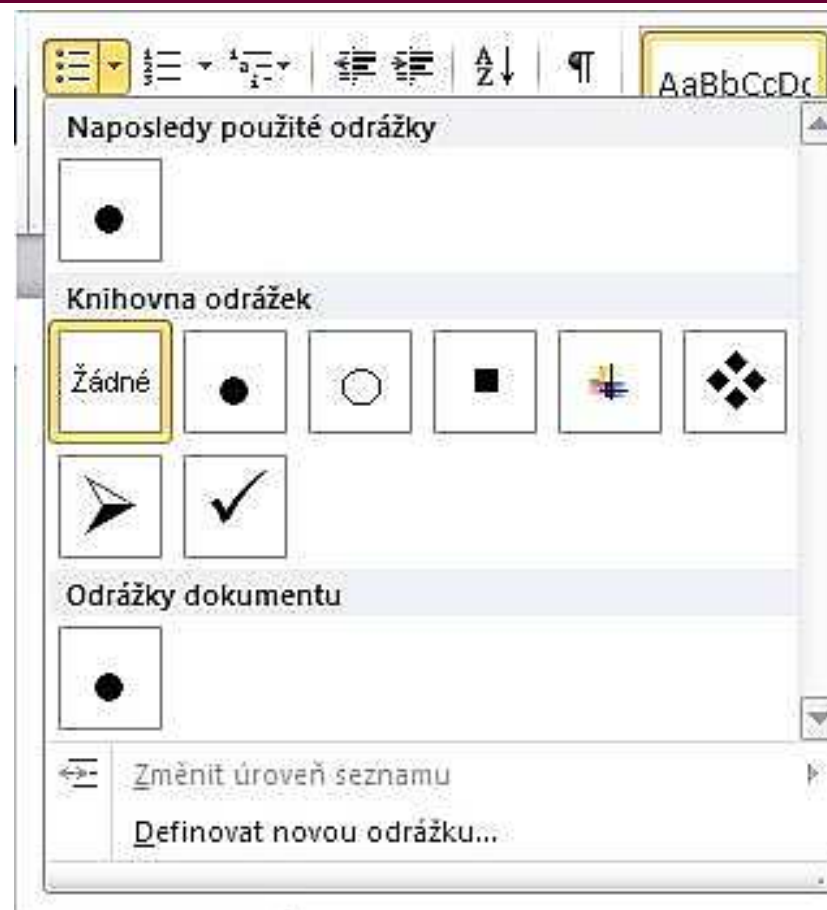 AaBbCcDc
Naposledy použité odrážky
Knihovna odrážek
Žádné
Odrážky dokumentu
Změnit úroveň seznamu
Definovat novou odrážku...